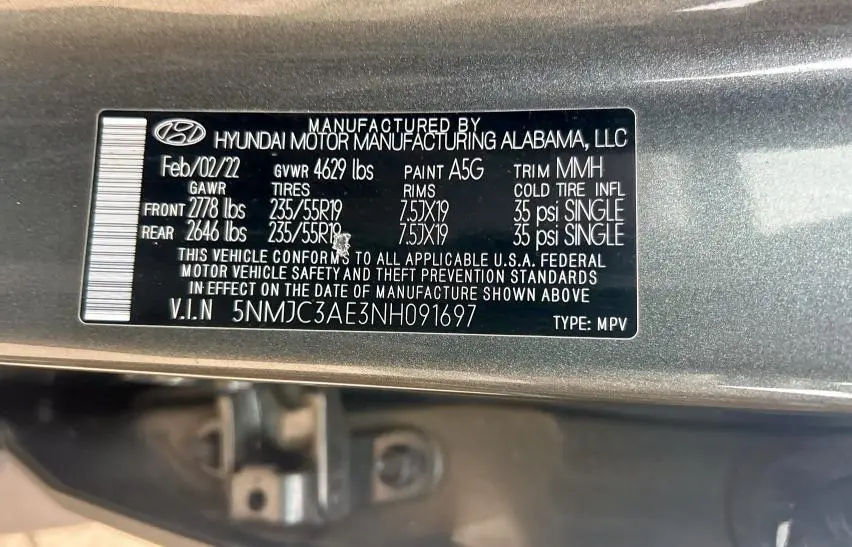 MANUFACTURED BY
HYUNDAI MOTOR MANUFACTURING ALABAMA, LLC
Feb/02/22 GVWR 4629 lbs PAINT A5G TRIM MMH
GAWR TIRES RIMS COLD TIRE INFL
FRONT 2778 lbs 235/55R19 7.5JX19 35 psi SINGLE
REAR 2646 lbs 235/55R19 7.5JX19 35 psi SINGLE
THIS VEHICLE CONFORMS TO ALL APPLICABLE U.S.A. FEDERAL
MOTOR VEHICLE SAFETY AND THEFT PREVENTION STANDARDS
IN EFFECT ON THE DATE OF MANUFACTURE SHOWN ABOVE
V.I.N 5NMJC3AE3NH091697 TYPE: MPV